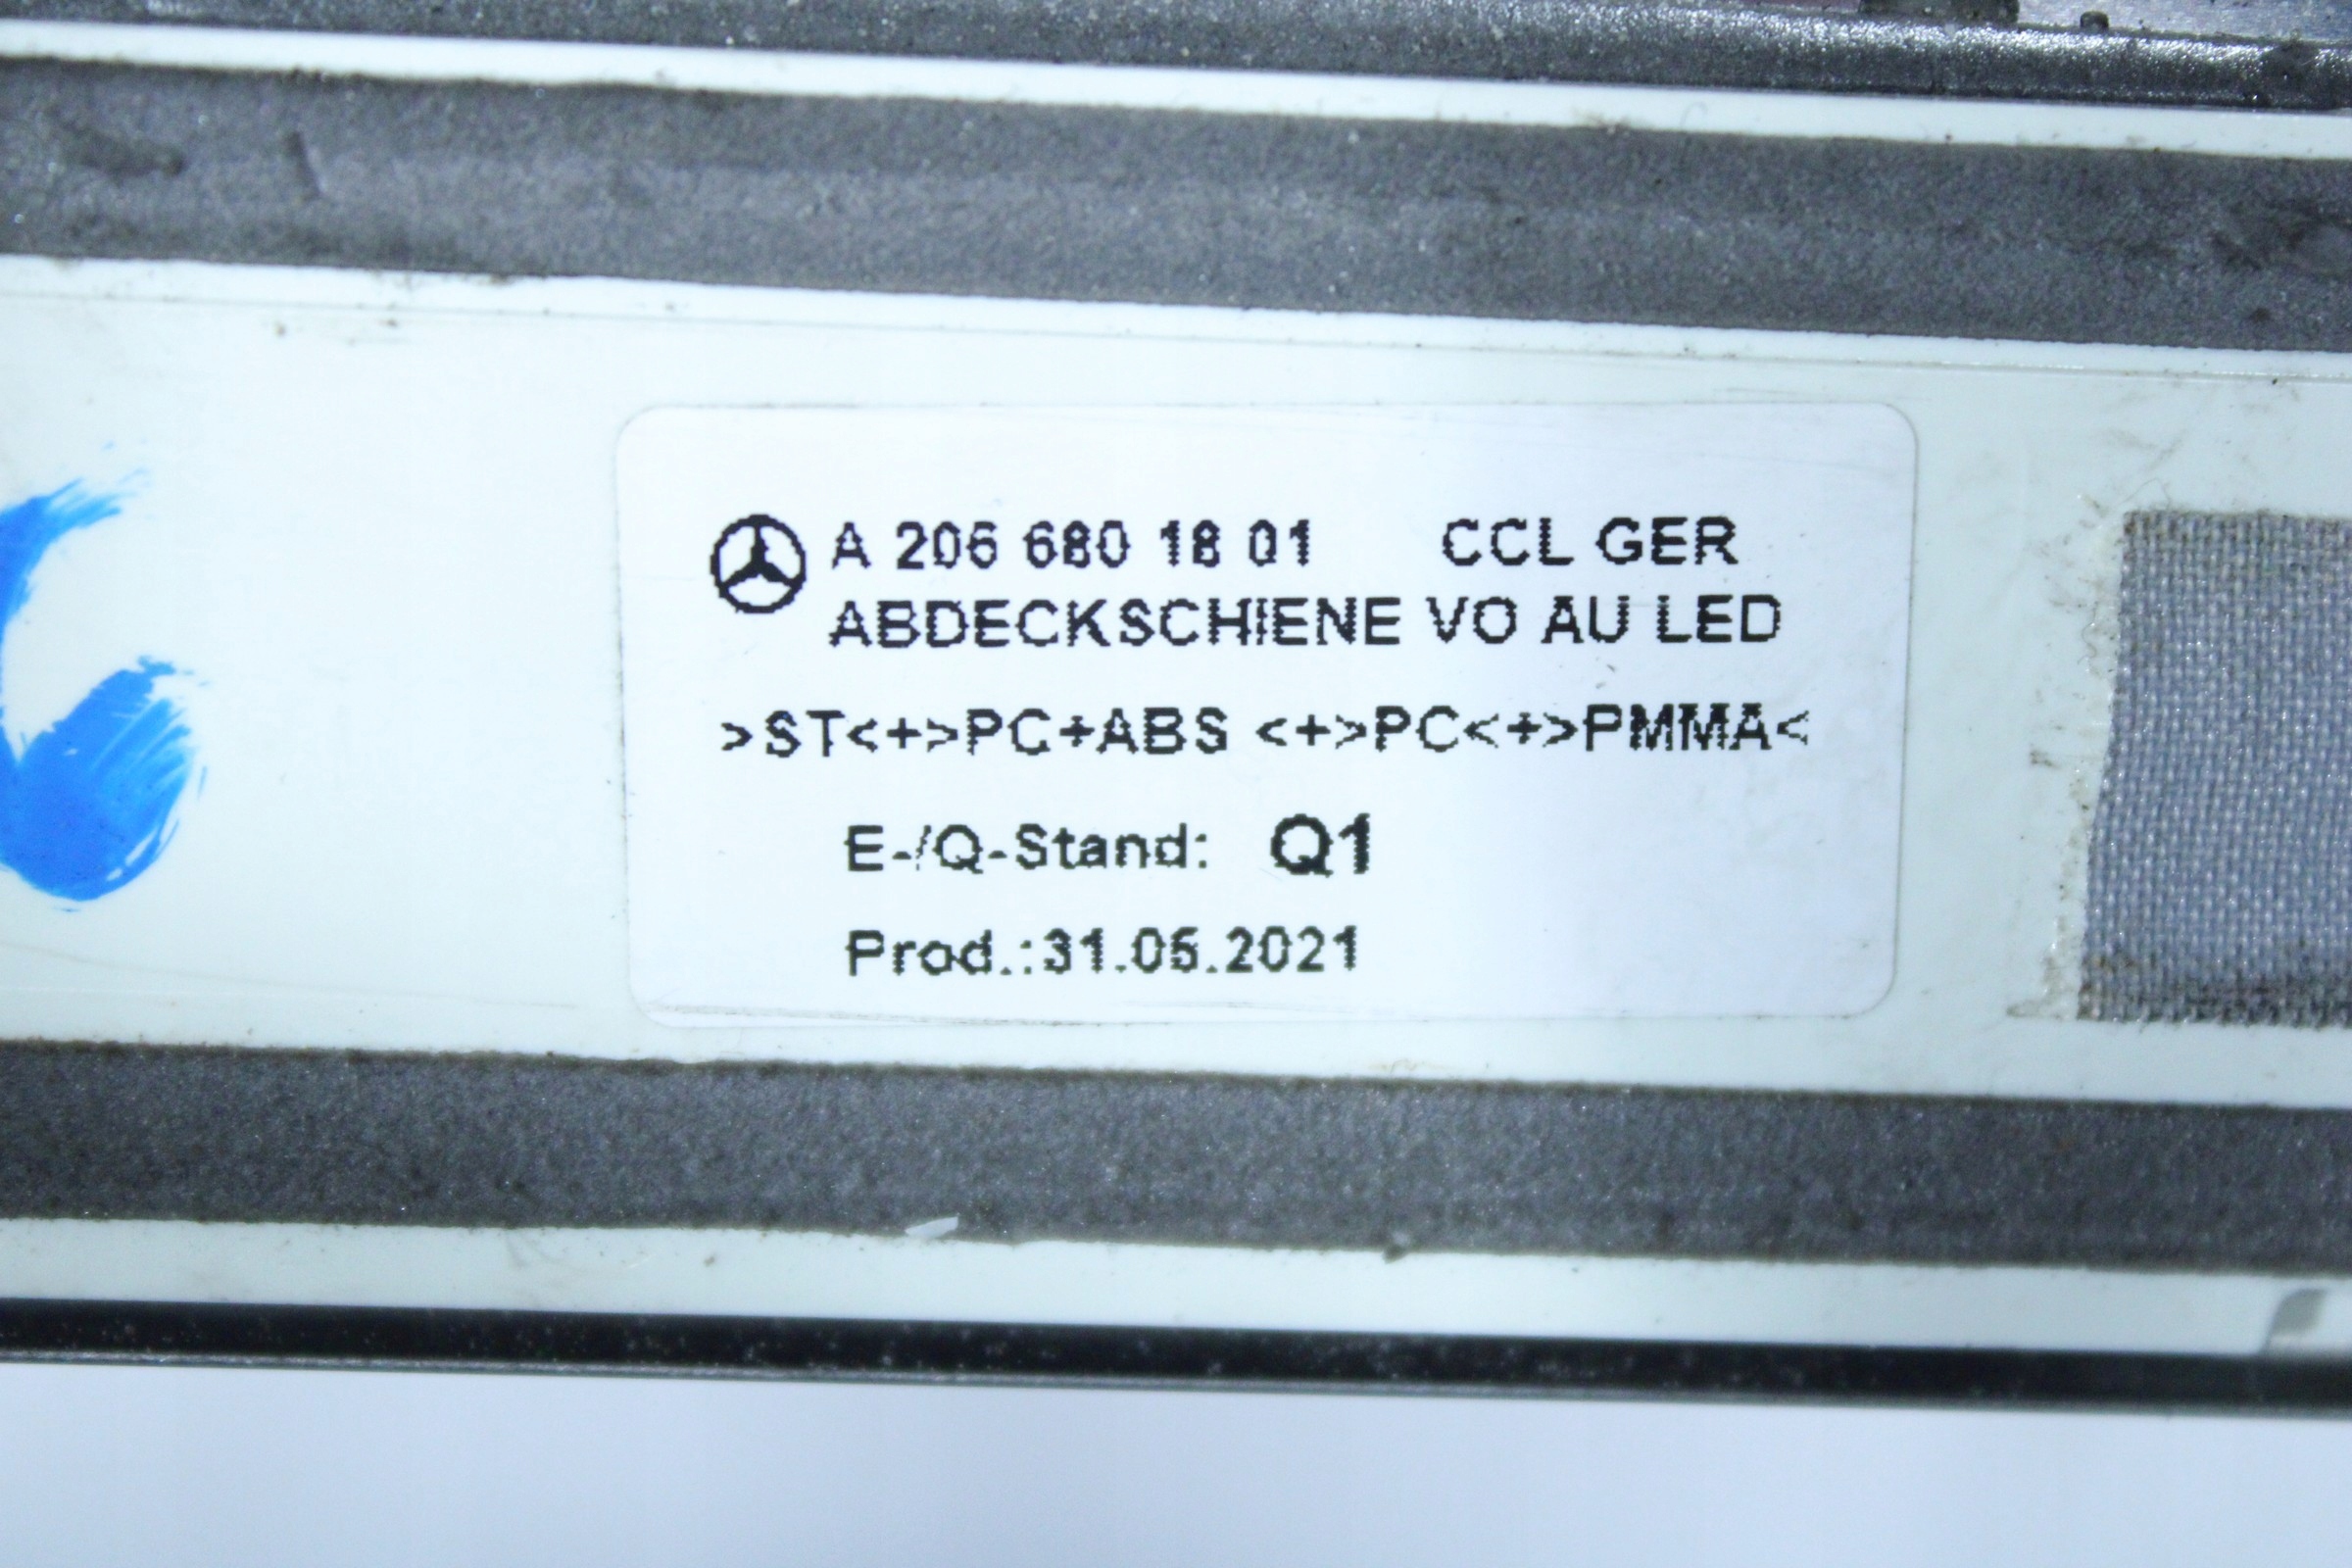 A 206 680 18 01 CCL GER
ABDECKSCHIENE VO AU LED
>ST<+>PC+ABS <+>PC<+>PMMA<
E-/Q-Stand: Q1
Prod.:31.05.2021